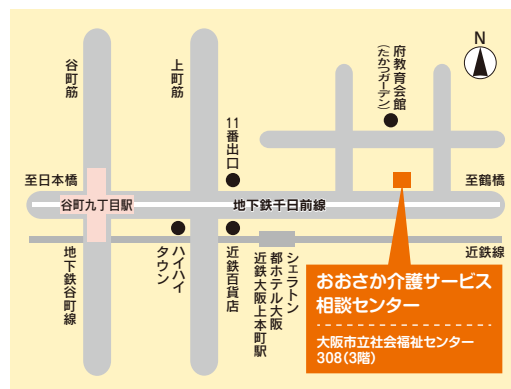 N
谷町筋
上町筋
11番出口
府教育会館
(たかつガーデン)
至日本橋
至鶴橋
谷町九丁目駅
地下鉄千日前線
近鉄線
地下鉄谷町線
ハイハイ
タウン
近鉄百貨店
シェラトン
都ホテル大阪
近鉄大阪上本町駅
おおさか介護サービス
相談センター
大阪市立社会福祉センター
308(3階)